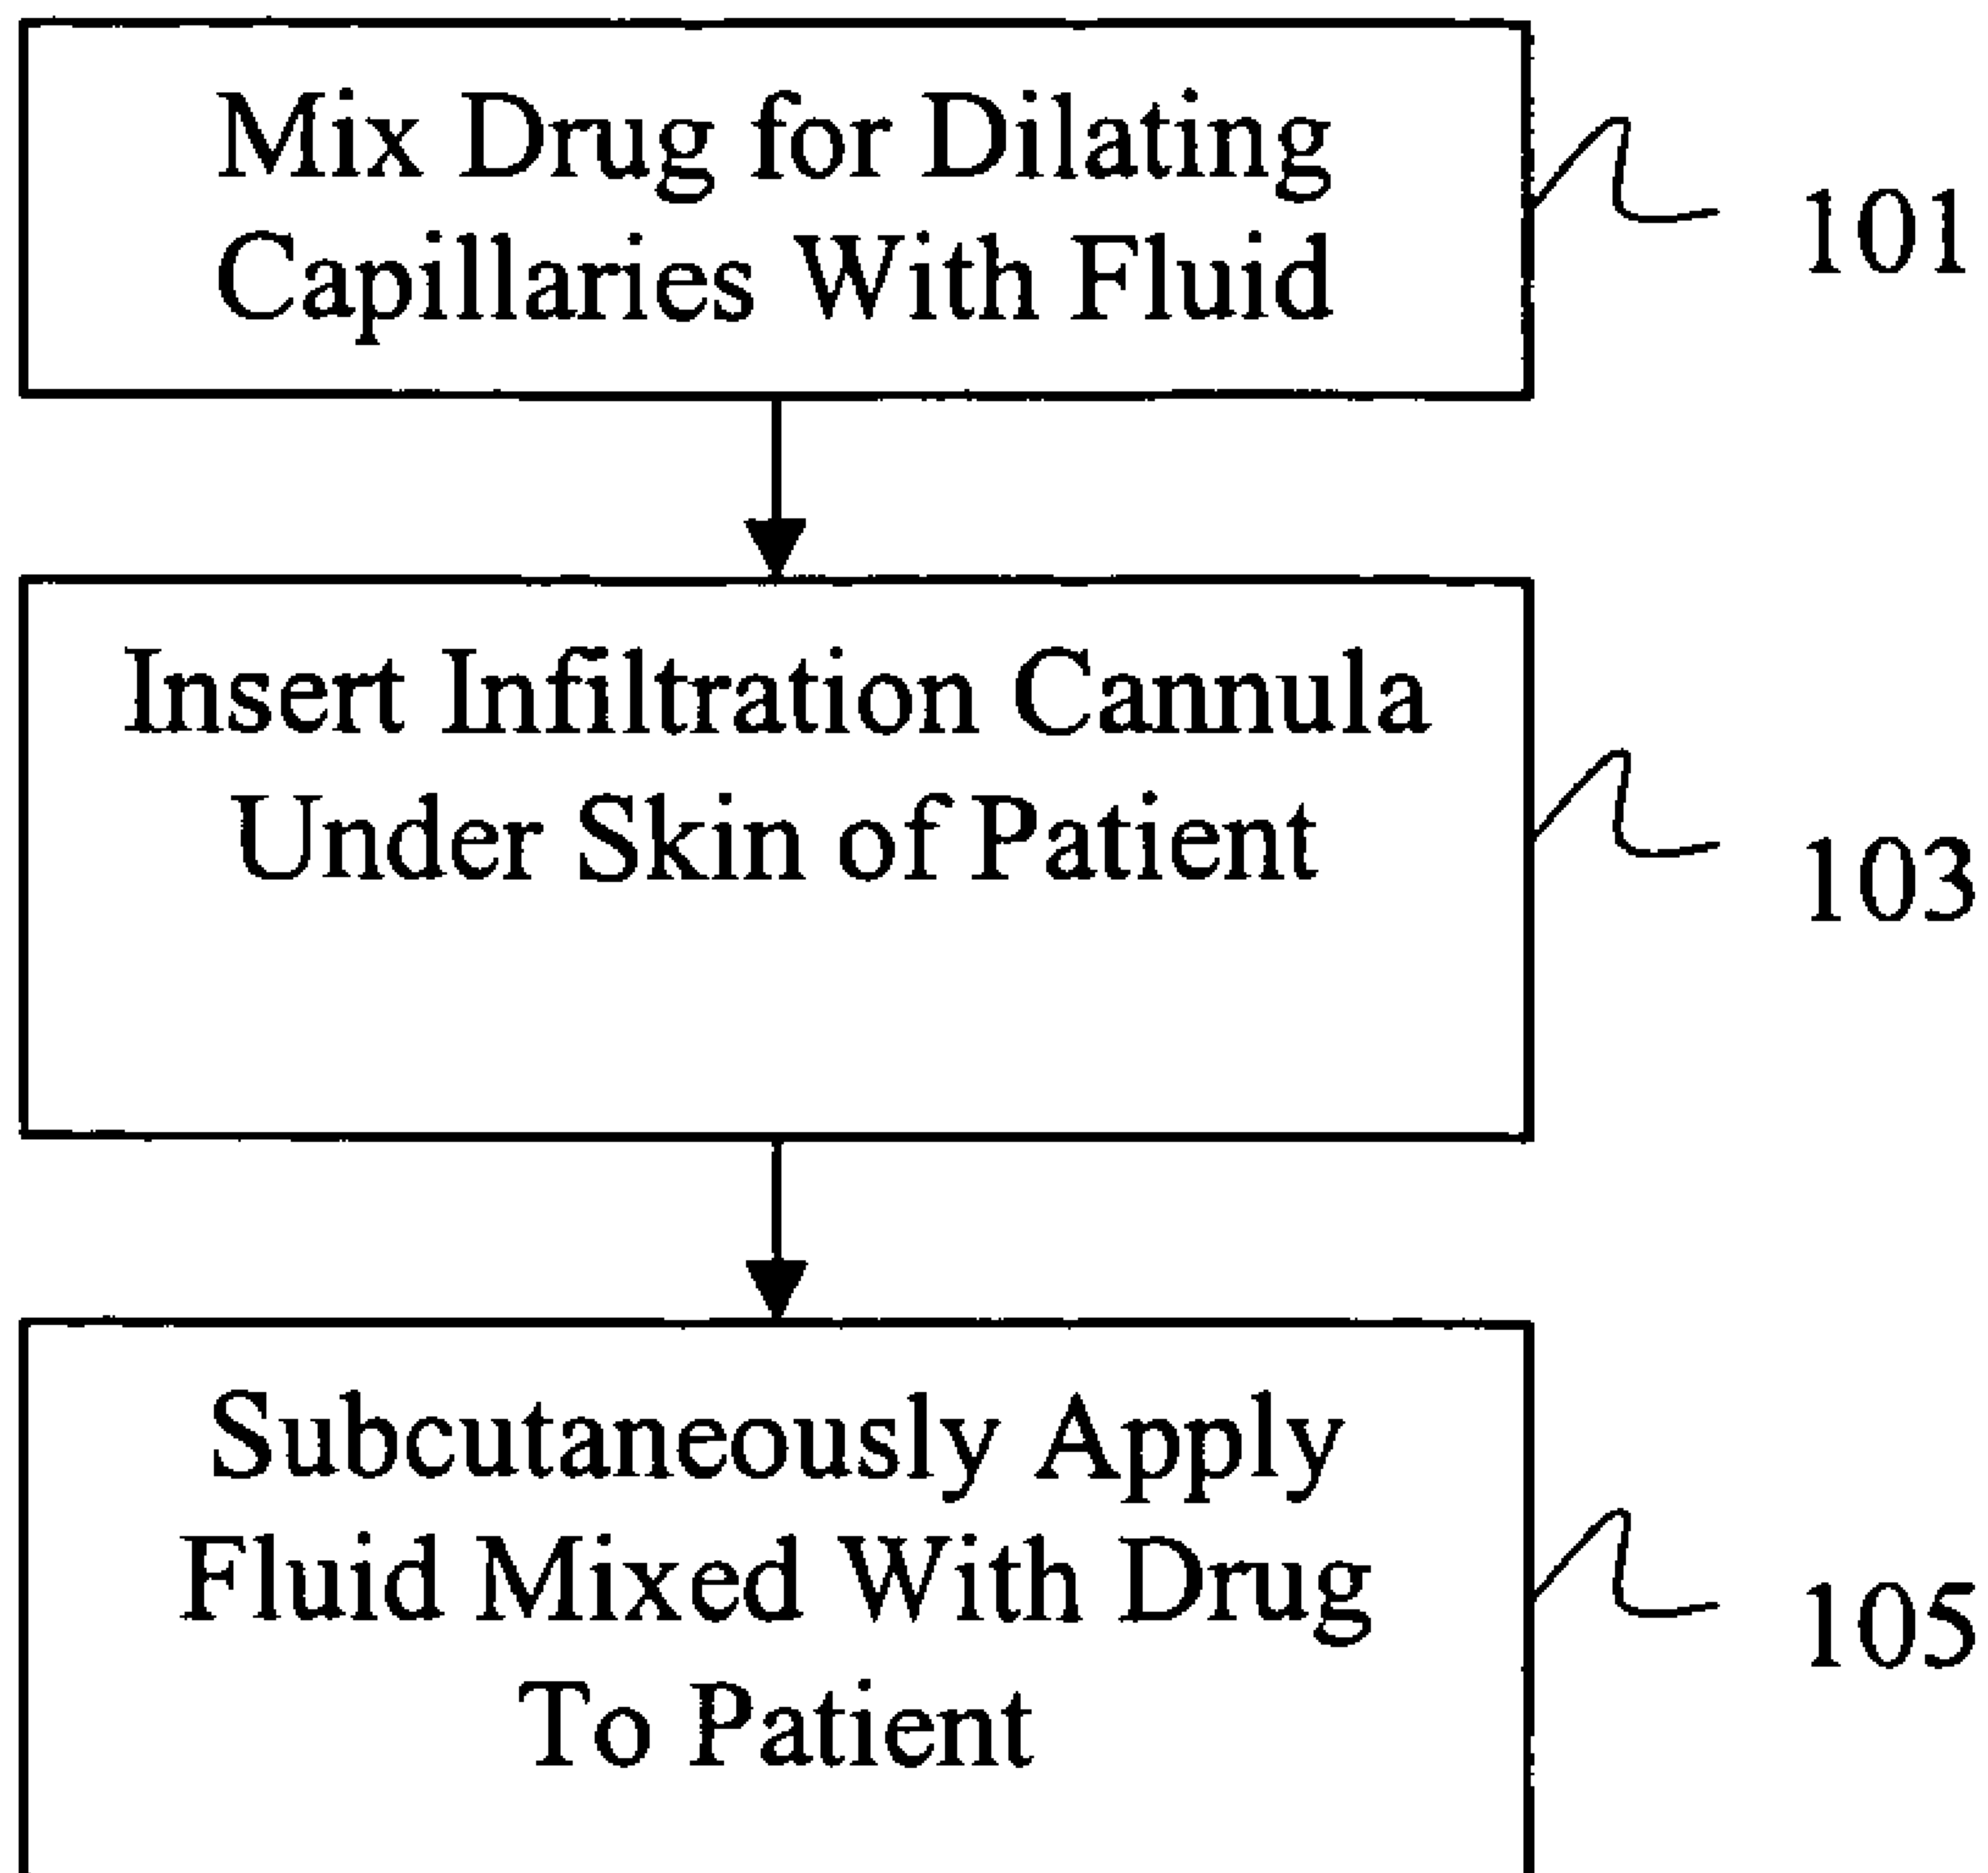 Mix Drug for Dilating
Capillaries With Fluid
101
Insert Infiltration Cannula
Under Skin of Patient
103
Subcutaneously Apply
Fluid Mixed With Drug
To Patient
105